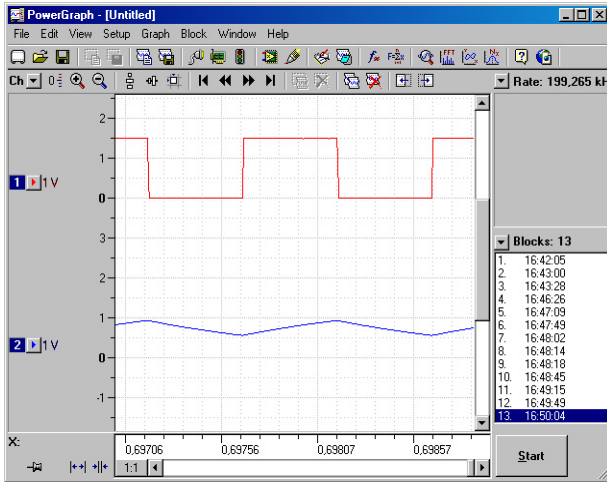 PowerGraph - [Untitled]
File Edit View Setup Graph Block Window Help
Ch Rate: 199,265 kH
2
1
0
1 1 V
3
2
1
0
2 1 V
-1
Blocks: 13
1. 16:42:05
2. 16:43:00
3. 16:43:28
4. 16:46:26
5. 16:47:09
6. 16:47:49
7. 16:48:02
8. 16:48:14
9. 16:48:18
10. 16:48:45
11. 16:49:15
12. 16:49:49
13. 16:50:04
X:
0,69706 0,69756 0,69807 0,69857
1:1
Start